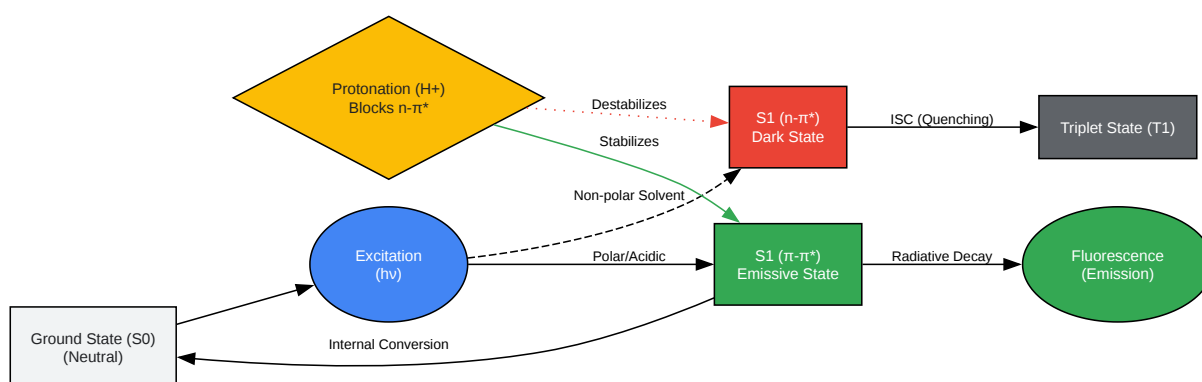 Protonation (H+)
Blocks n-π*
Destabilizes
Stabilizes
S1 (n-π*)
Dark State
ISC (Quenching)
Triplet State (T1)
Non-polar Solvent
Excitation
(hν)
Polar/Acidic
S1 (π-π*)
Emissive State
Radiative Decay
Fluorescence
(Emission)
Ground State (S0)
(Neutral)
Internal Conversion